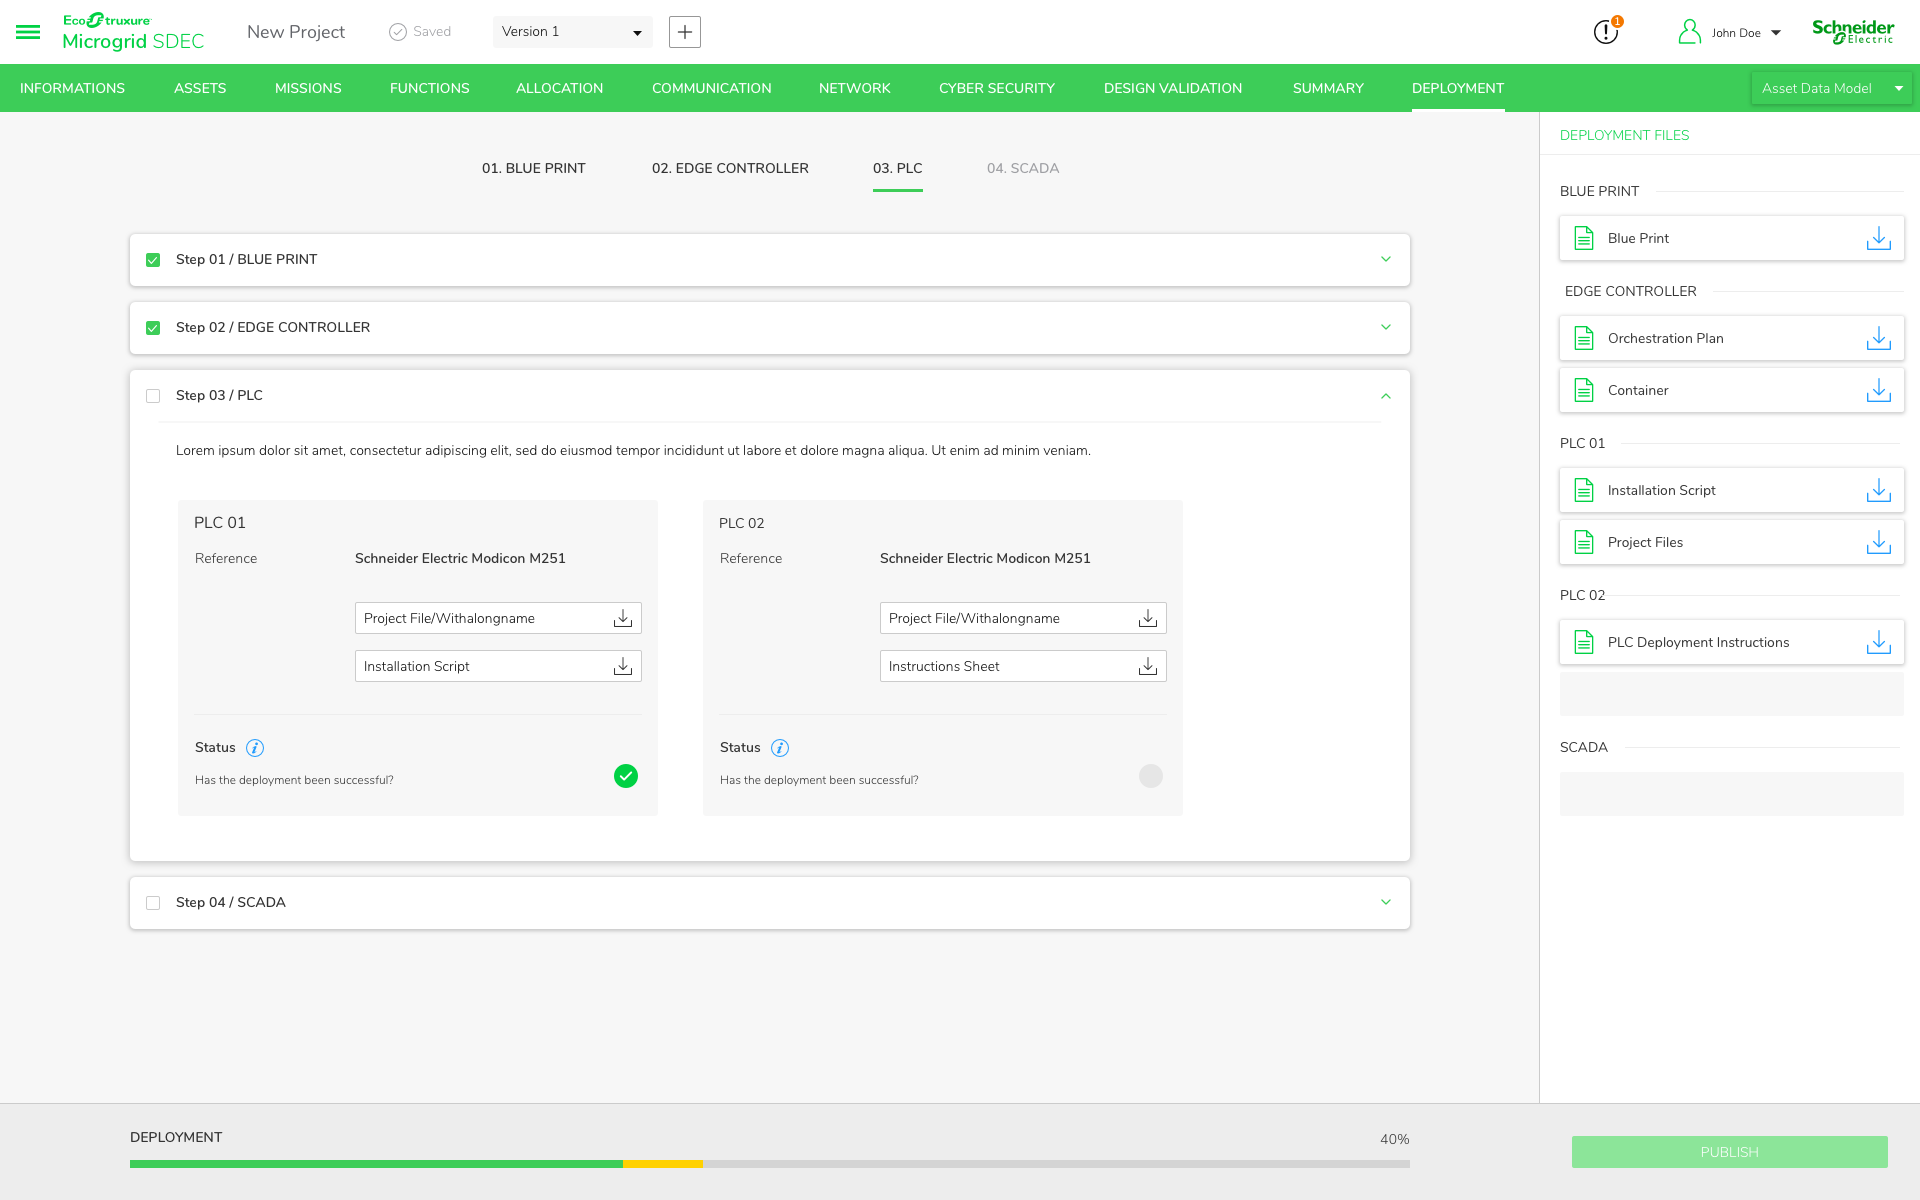 EcoStruxure
Microgrid SDEC
New Project
Saved
Version 1
1
John Doe
Schneider
Electric
INFORMATIONS
ASSETS
MISSIONS
FUNCTIONS
ALLOCATION
COMMUNICATION
NETWORK
CYBER SECURITY
DESIGN VALIDATION
SUMMARY
DEPLOYMENT
Asset Data Model
01. BLUE PRINT
02. EDGE CONTROLLER
03. PLC
04. SCADA
Step 01 / BLUE PRINT
Step 02 / EDGE CONTROLLER
Step 03 / PLC
Lorem ipsum dolor sit amet, consectetur adipiscing elit, sed do eiusmod tempor incididunt ut labore et dolore magna aliqua. Ut enim ad minim veniam.
PLC 01
Reference
Schneider Electric Modicon M251
Project File/Withalongname
Installation Script
Status
i
Has the deployment been successful?
PLC 02
Reference
Schneider Electric Modicon M251
Project File/Withalongname
Instructions Sheet
Status
i
Has the deployment been successful?
Step 04 / SCADA
DEPLOYMENT FILES
BLUE PRINT
Blue Print
EDGE CONTROLLER
Orchestration Plan
Container
PLC 01
Installation Script
Project Files
PLC 02
PLC Deployment Instructions
SCADA
DEPLOYMENT
40%
PUBLISH